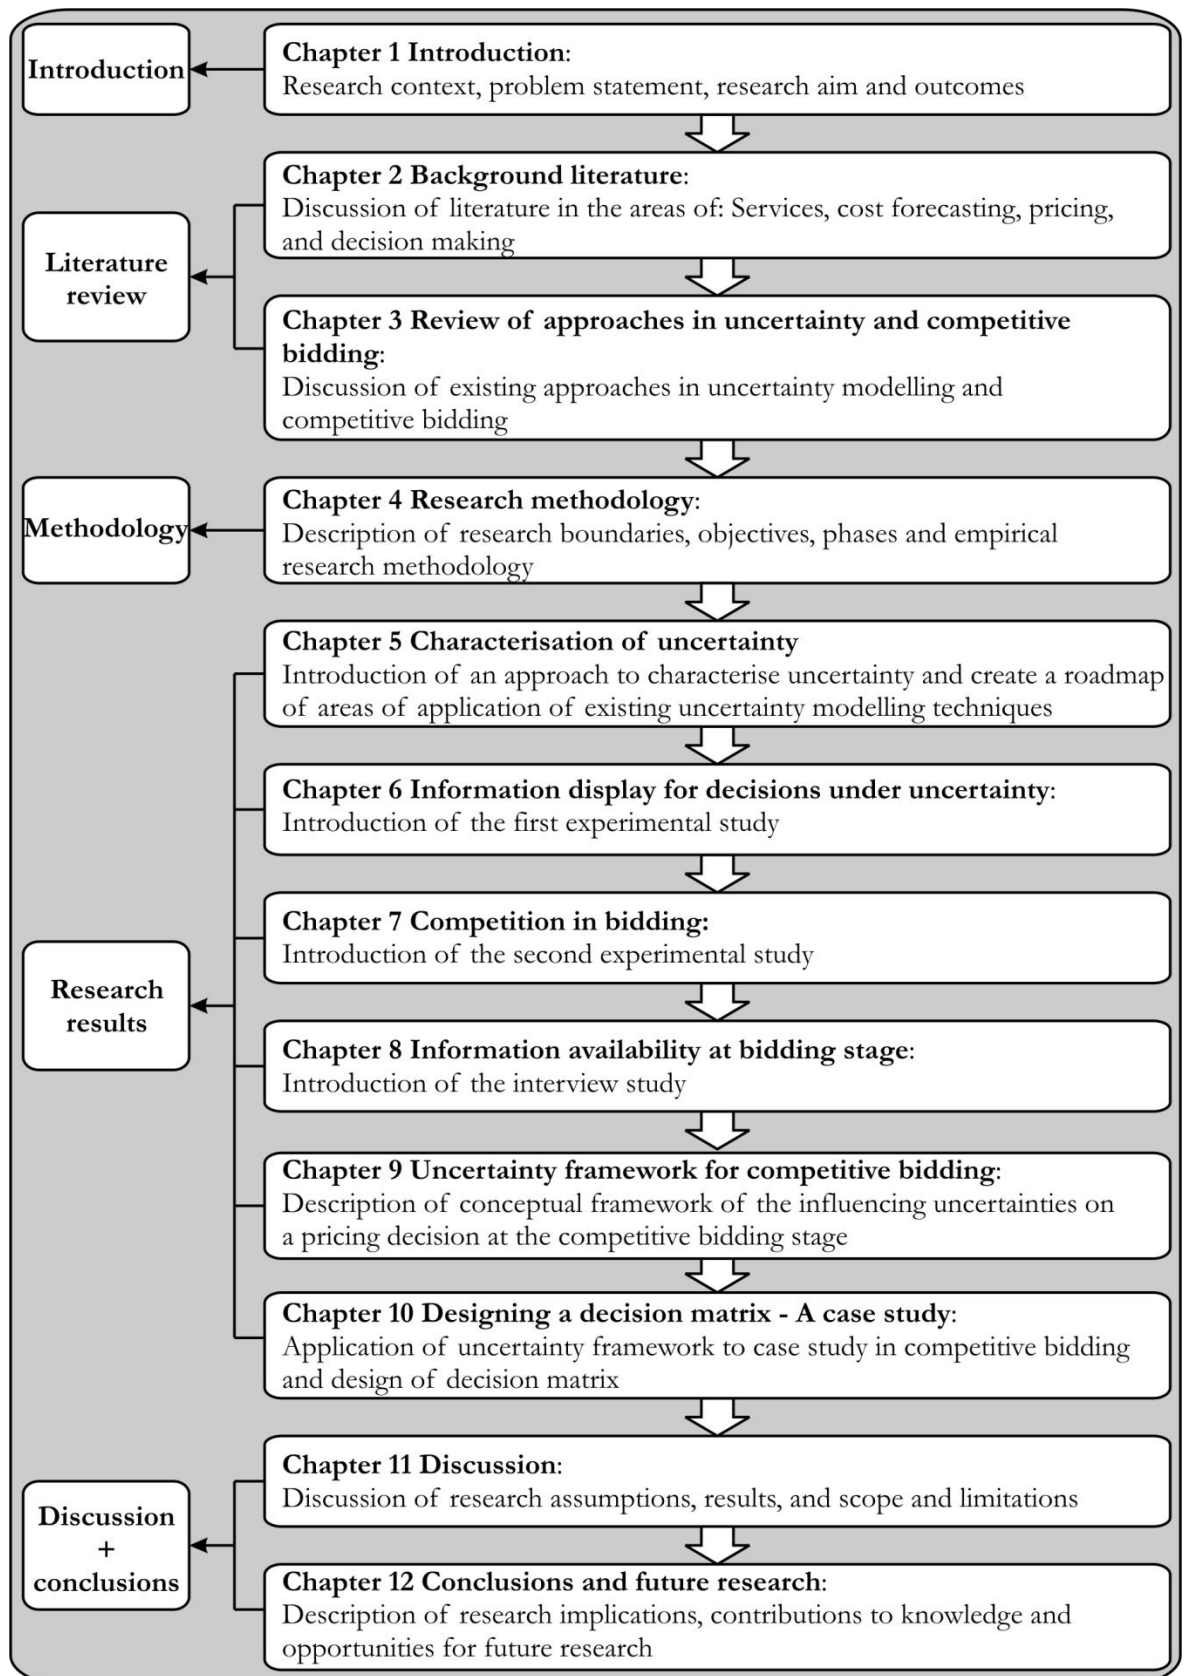 Introduction
Chapter 1 Introduction:
Research context, problem statement, research aim and outcomes
Literature
review
Chapter 2 Background literature:
Discussion of literature in the areas of: Services, cost forecasting, pricing,
and decision making
Chapter 3 Review of approaches in uncertainty and competitive
bidding:
Discussion of existing approaches in uncertainty modelling and
competitive bidding
Methodology
Chapter 4 Research methodology:
Description of research boundaries, objectives, phases and empirical
research methodology
Research
results
Chapter 5 Characterisation of uncertainty
Introduction of an approach to characterise uncertainty and create a roadmap
of areas of application of existing uncertainty modelling techniques
Chapter 6 Information display for decisions under uncertainty:
Introduction of the first experimental study
Chapter 7 Competition in bidding:
Introduction of the second experimental study
Chapter 8 Information availability at bidding stage:
Introduction of the interview study
Chapter 9 Uncertainty framework for competitive bidding:
Description of conceptual framework of the influencing uncertainties on
a pricing decision at the competitive bidding stage
Chapter 10 Designing a decision matrix - A case study:
Application of uncertainty framework to case study in competitive bidding
and design of decision matrix
Discussion
+
conclusions
Chapter 11 Discussion:
Discussion of research assumptions, results, and scope and limitations
Chapter 12 Conclusions and future research:
Description of research implications, contributions to knowledge and
opportunities for future research